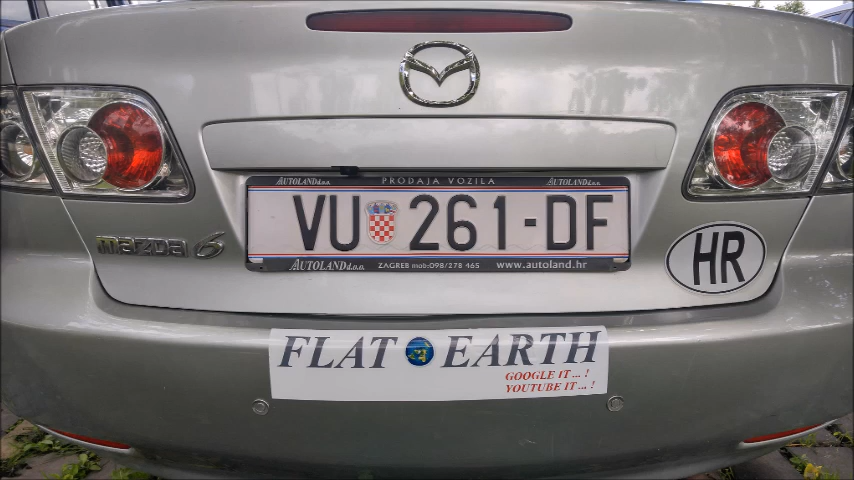 AUTOLAND d.o.o. PRODAJA VOZILA AUTOLAND d.o.o.
VU 261-DF
mazda 6
AUTOLAND d.o.o. ZAGREB mob:098/278 465 www.autoland.hr
HR
FLAT EARTH
GOOGLE IT ... !
YOUTUBE IT ... !